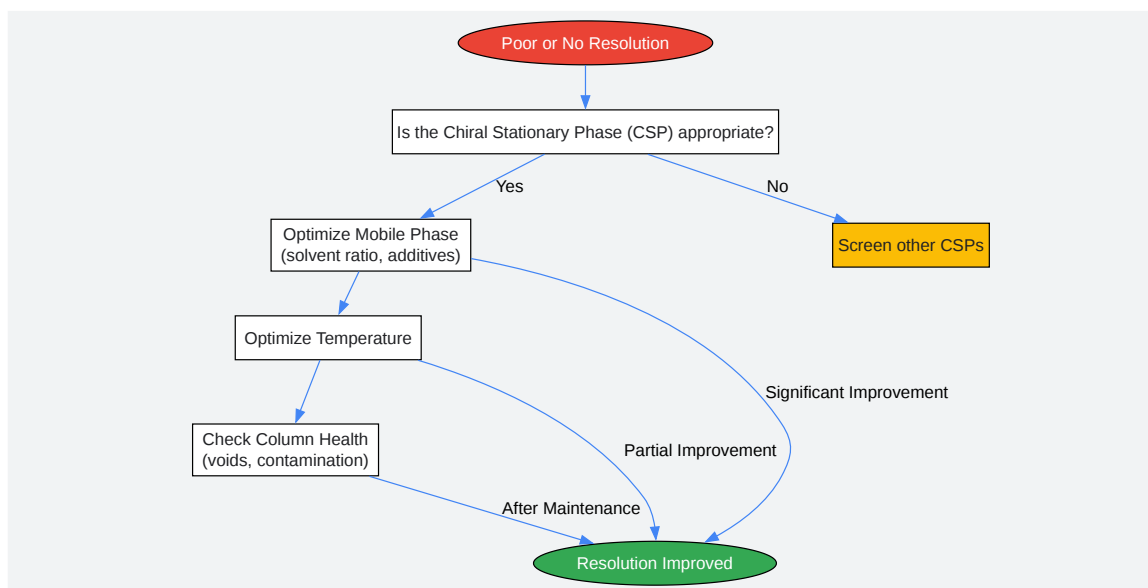 Poor or No Resolution
Is the Chiral Stationary Phase (CSP) appropriate?
Yes
No
Optimize Mobile Phase
(solvent ratio, additives)
Screen other CSPs
Optimize Temperature
Significant Improvement
Check Column Health
(voids, contamination)
Partial Improvement
After Maintenance
Resolution Improved